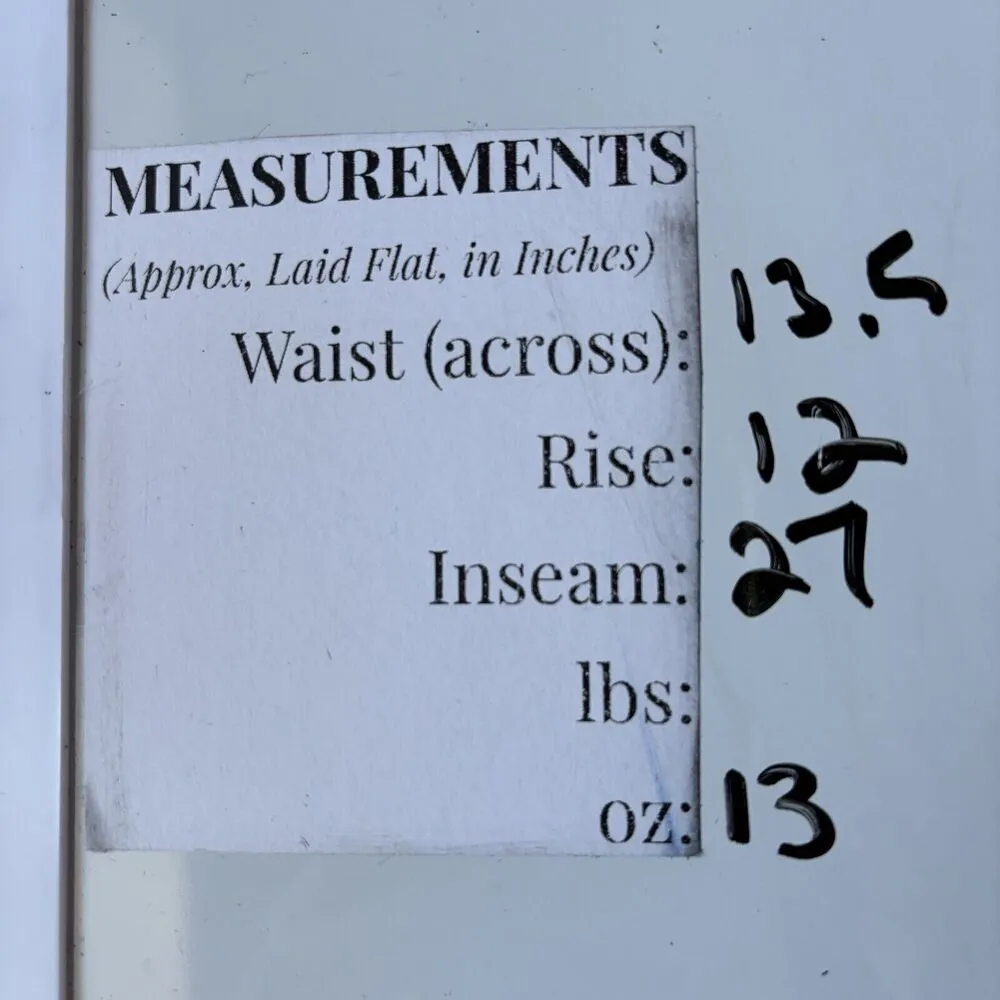 MEASUREMENTS
(Approx, Laid Flat, in Inches)
Waist (across): 13.5
Rise: 12
Inseam: 27
lbs:
oz: 13